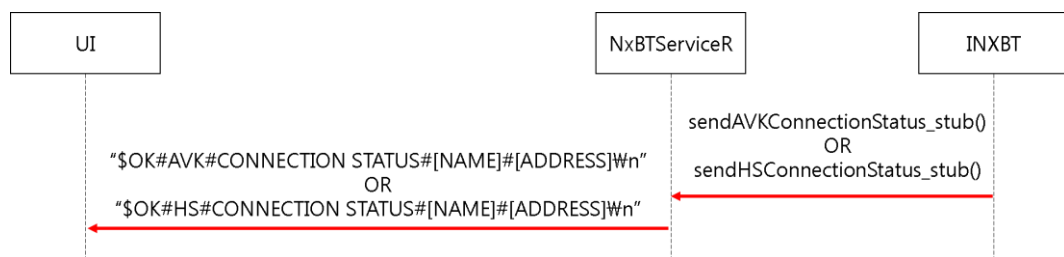 UI
NxBTServiceR
INXBT
sendAVKConnectionStatus_stub()
OR
sendHSConnectionStatus_stub()
“$OK#AVK#CONNECTION STATUS#[NAME]#[ADDRESS]₩n”
OR
“$OK#HS#CONNECTION STATUS#[NAME]#[ADDRESS]₩n”